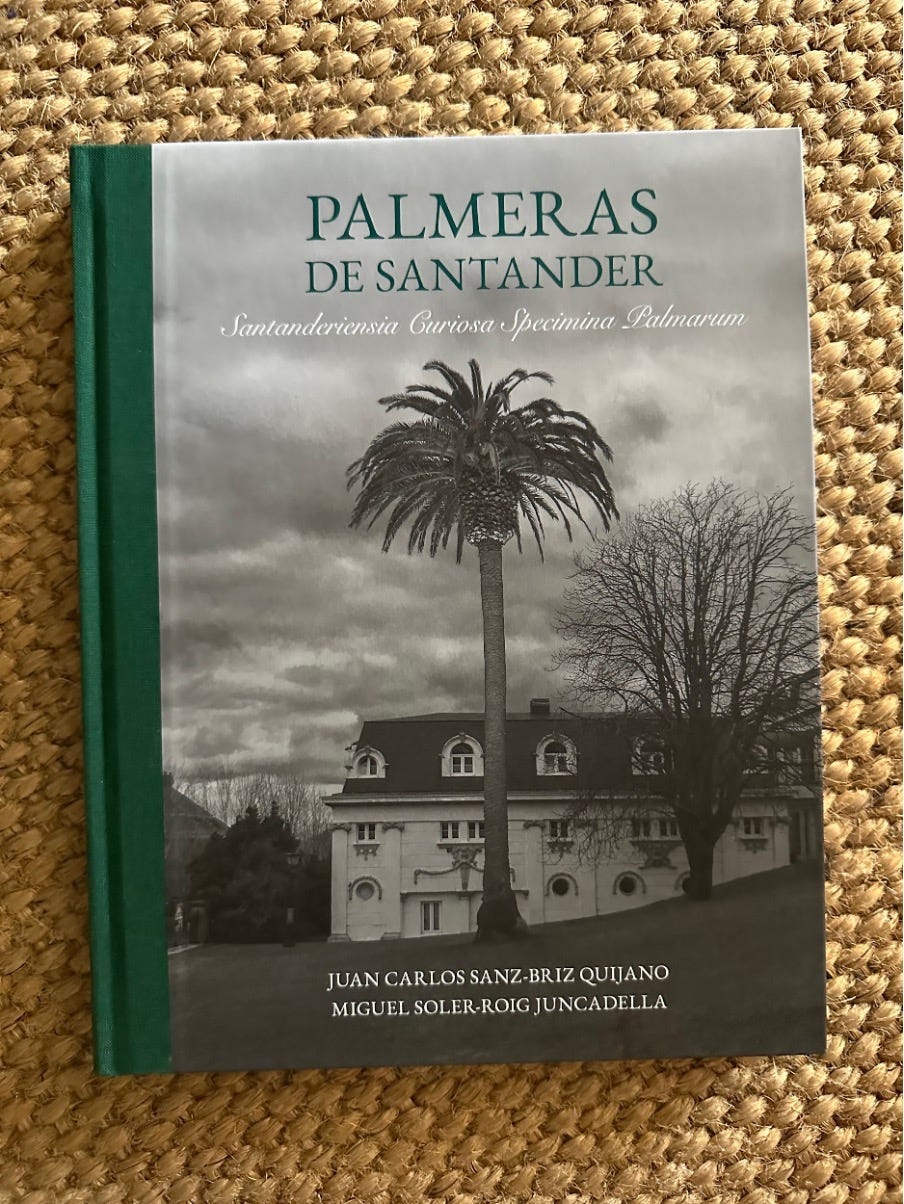 PALMERAS
DE SANTANDER
Santanderiensia Curiosa Specimina Palmarum
JUAN CARLOS SANZ-BRIZ QUIJANO
MIGUEL SOLER-ROIG JUNCADELLA